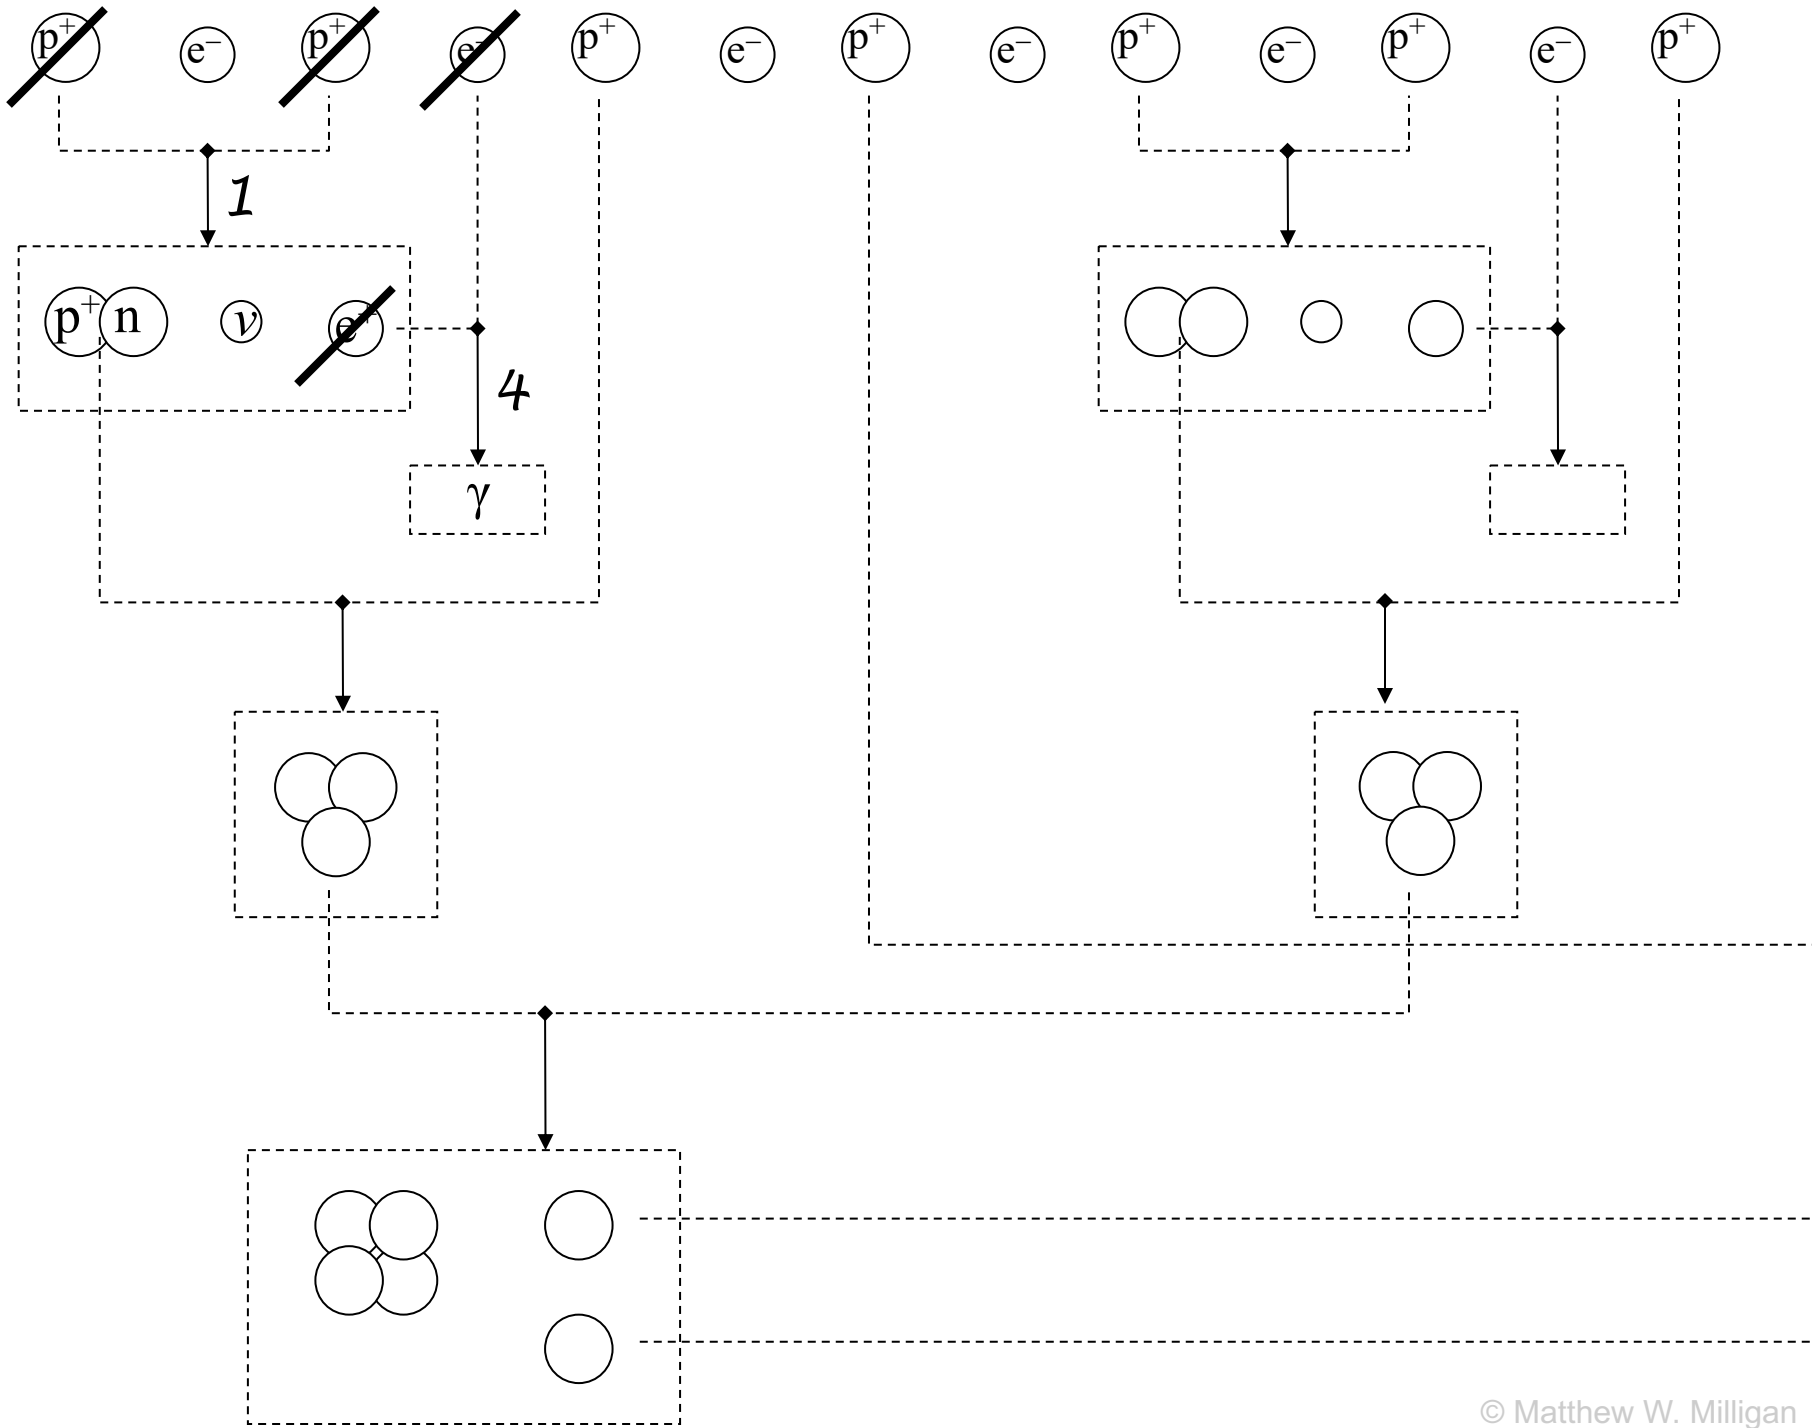 p⁺ e⁻ p⁺ e⁻ p⁺ e⁻ p⁺ e⁻ p⁺ e⁻ p⁺ e⁻ p⁺
1
p⁺ n ν e⁺
4
γ
© Matthew W. Milligan